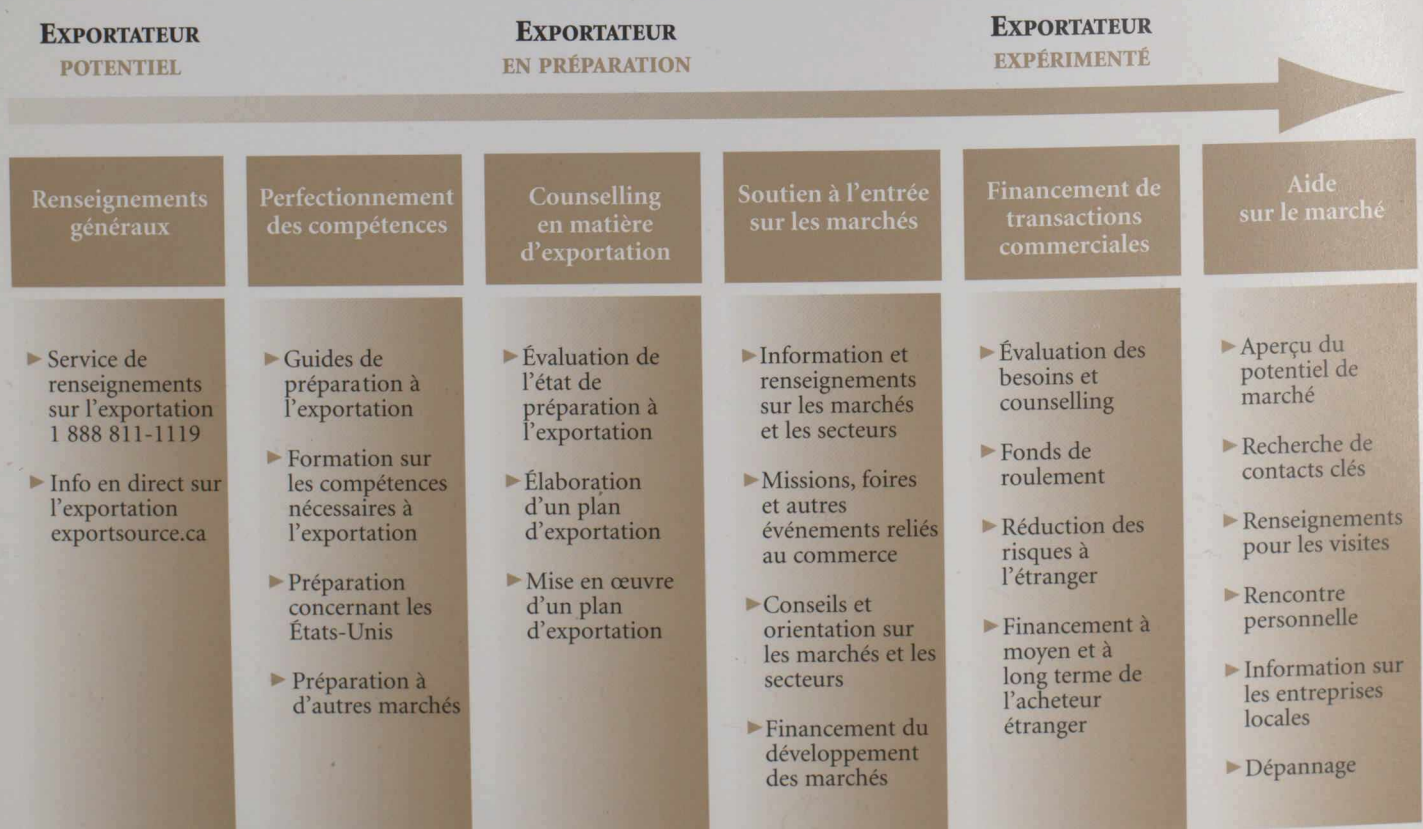 EXPORTATEUR
POTENTIEL
EXPORTATEUR
EN PRÉPARATION
EXPORTATEUR
EXPÉRIMENTÉ
Renseignements
généraux
► Service de
renseignements
sur l'exportation
1 888 811-1119
► Info en direct sur
l'exportation
exportsource.ca
Perfectionnement
des compétences
► Guides de
préparation à
l'exportation
► Formation sur
les compétences
nécessaires à
l'exportation
► Préparation
concernant les
États-Unis
► Préparation à
d'autres marchés
Counselling
en matière
d'exportation
► Évaluation de
l'état de
préparation à
l'exportation
► Élaboration
d'un plan
d'exportation
► Mise en œuvre
d'un plan
d'exportation
Soutien à l'entrée
sur les marchés
► Information et
renseignements
sur les marchés
et les secteurs
► Missions, foires
et autres
événements reliés
au commerce
► Conseils et
orientation sur
les marchés et les
secteurs
► Financement du
développement
des marchés
Financement de
transactions
commerciales
► Évaluation des
besoins et
counselling
► Fonds de
roulement
► Réduction des
risques à
l'étranger
► Financement à
moyen et à
long terme de
l'acheteur
étranger
Aide
sur le marché
► Aperçu du
potentiel de
marché
► Recherche de
contacts clés
► Renseignements
pour les visites
► Rencontre
personnelle
► Information sur
les entreprises
locales
► Dépannage